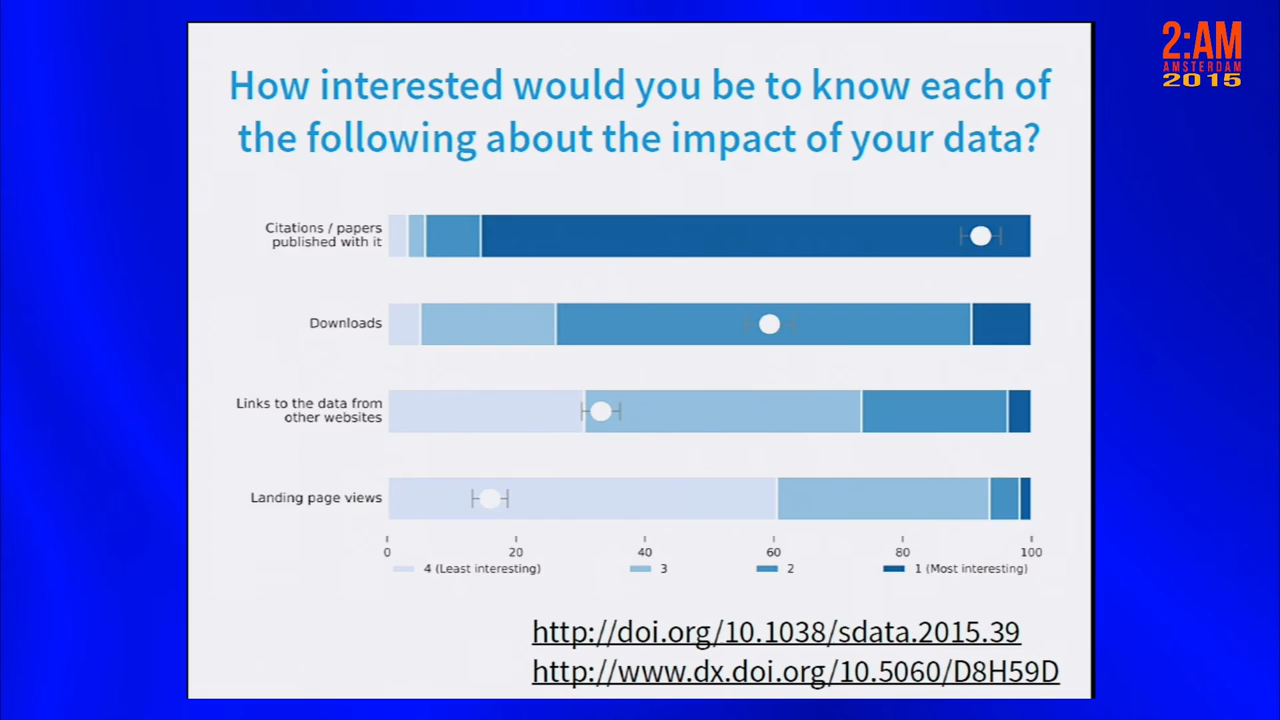 2:AM
AMSTERDAM
2015
How interested would you be to know each of
the following about the impact of your data?
Citations / papers
published with it
Downloads
Links to the data from
other websites
Landing page views
0 20 40 60 80 100
4 (Least interesting) 3 2 1 (Most interesting)
http://doi.org/10.1038/sdata.2015.39
http://www.dx.doi.org/10.5060/D8H59D